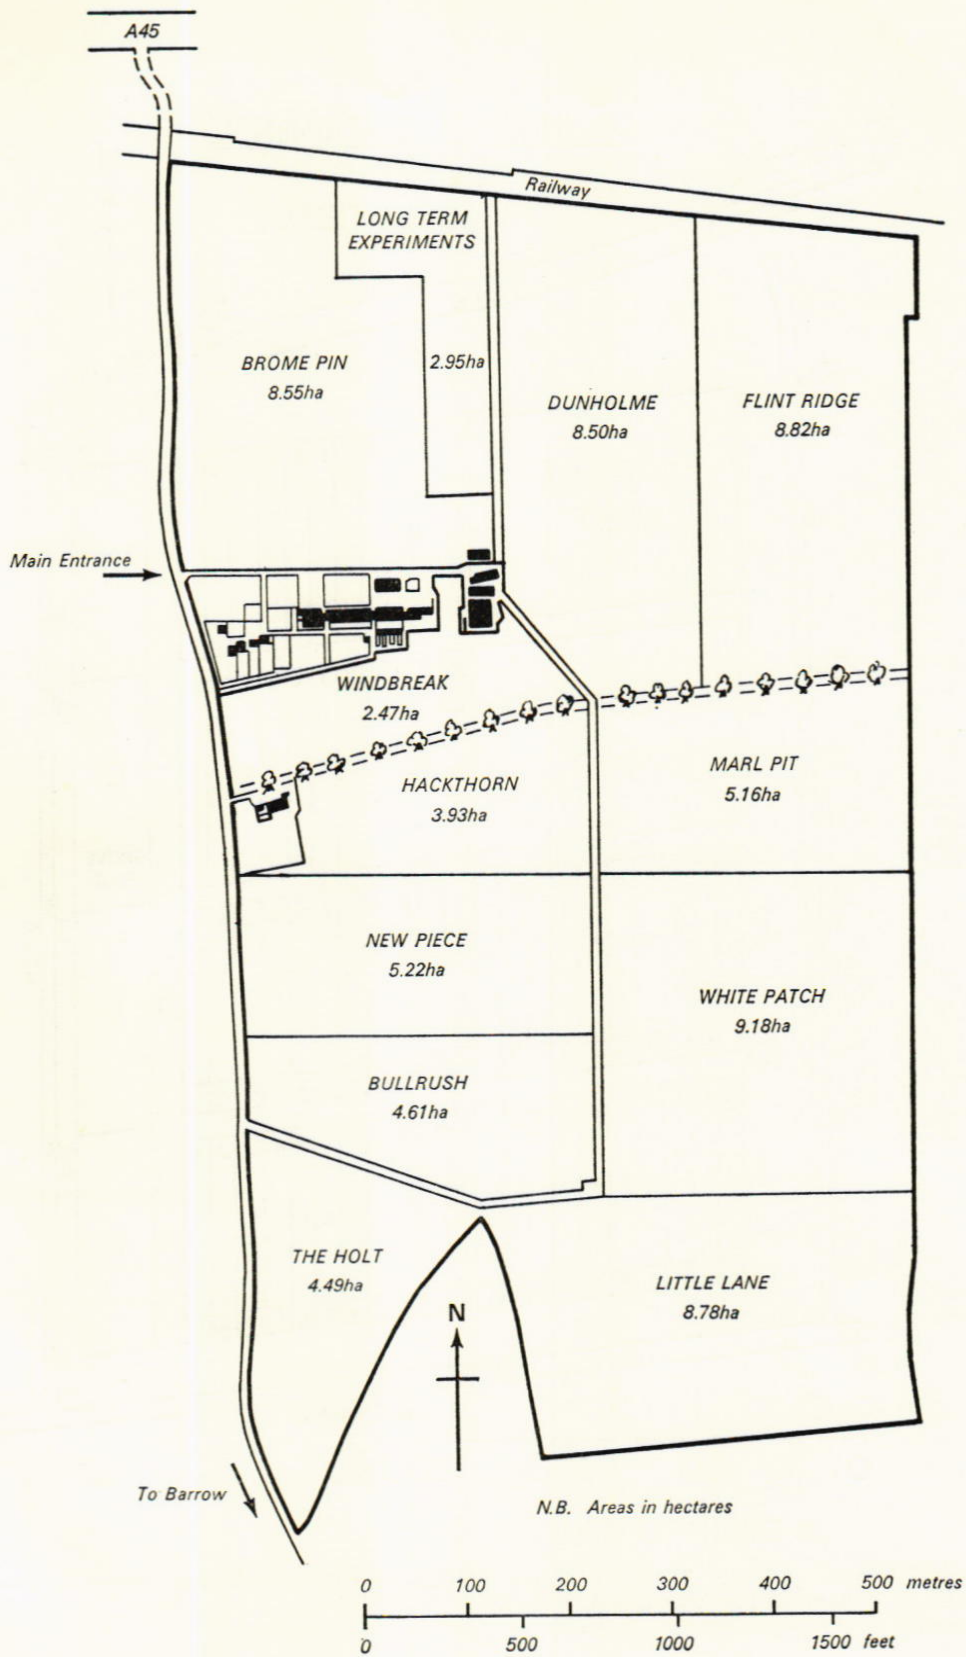 A45
Railway
LONG TERM
EXPERIMENTS
2.95ha
BROME PIN
8.55ha
DUNHOLME
8.50ha
FLINT RIDGE
8.82ha
Main Entrance
WINDBREAK
2.47ha
HACKTHORN
3.93ha
MARL PIT
5.16ha
NEW PIECE
5.22ha
WHITE PATCH
9.18ha
BULLRUSH
4.61ha
THE HOLT
4.49ha
LITTLE LANE
8.78ha
N
To Barrow
N.B. Areas in hectares
0 100 200 300 400 500 metres
0 500 1000 1500 feet